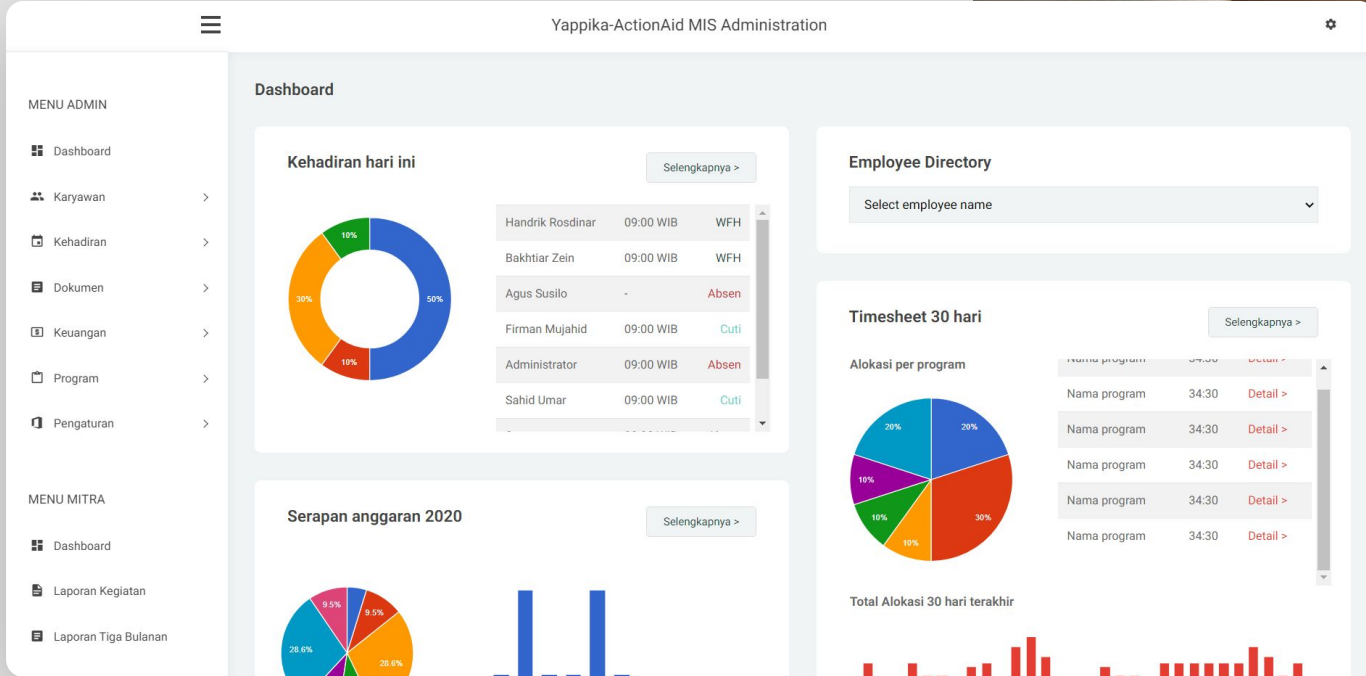 Yappika-ActionAid MIS Administration
MENU ADMIN
Dashboard
Karyawan
Kehadiran
Dokumen
Keuangan
Program
Pengaturan
MENU MITRA
Dashboard
Laporan Kegiatan
Laporan Tiga Bulanan
Dashboard
Kehadiran hari ini
Selengkapnya >
10%
30%
50%
10%
Handrik Rosdinar 09:00 WIB WFH
Bakhtiar Zein 09:00 WIB WFH
Agus Susilo - Absen
Firman Mujahid 09:00 WIB Cuti
Administrator 09:00 WIB Absen
Sahid Umar 09:00 WIB Cuti
Serapan anggaran 2020
Selengkapnya >
9.5%
9.5%
28.6%
28.6%
Employee Directory
Select employee name
Timesheet 30 hari
Selengkapnya >
Alokasi per program
20%
20%
10%
10%
10%
30%
Nama program 34:30 Detail >
Nama program 34:30 Detail >
Nama program 34:30 Detail >
Nama program 34:30 Detail >
Nama program 34:30 Detail >
Nama program 34:30 Detail >
Total Alokasi 30 hari terakhir